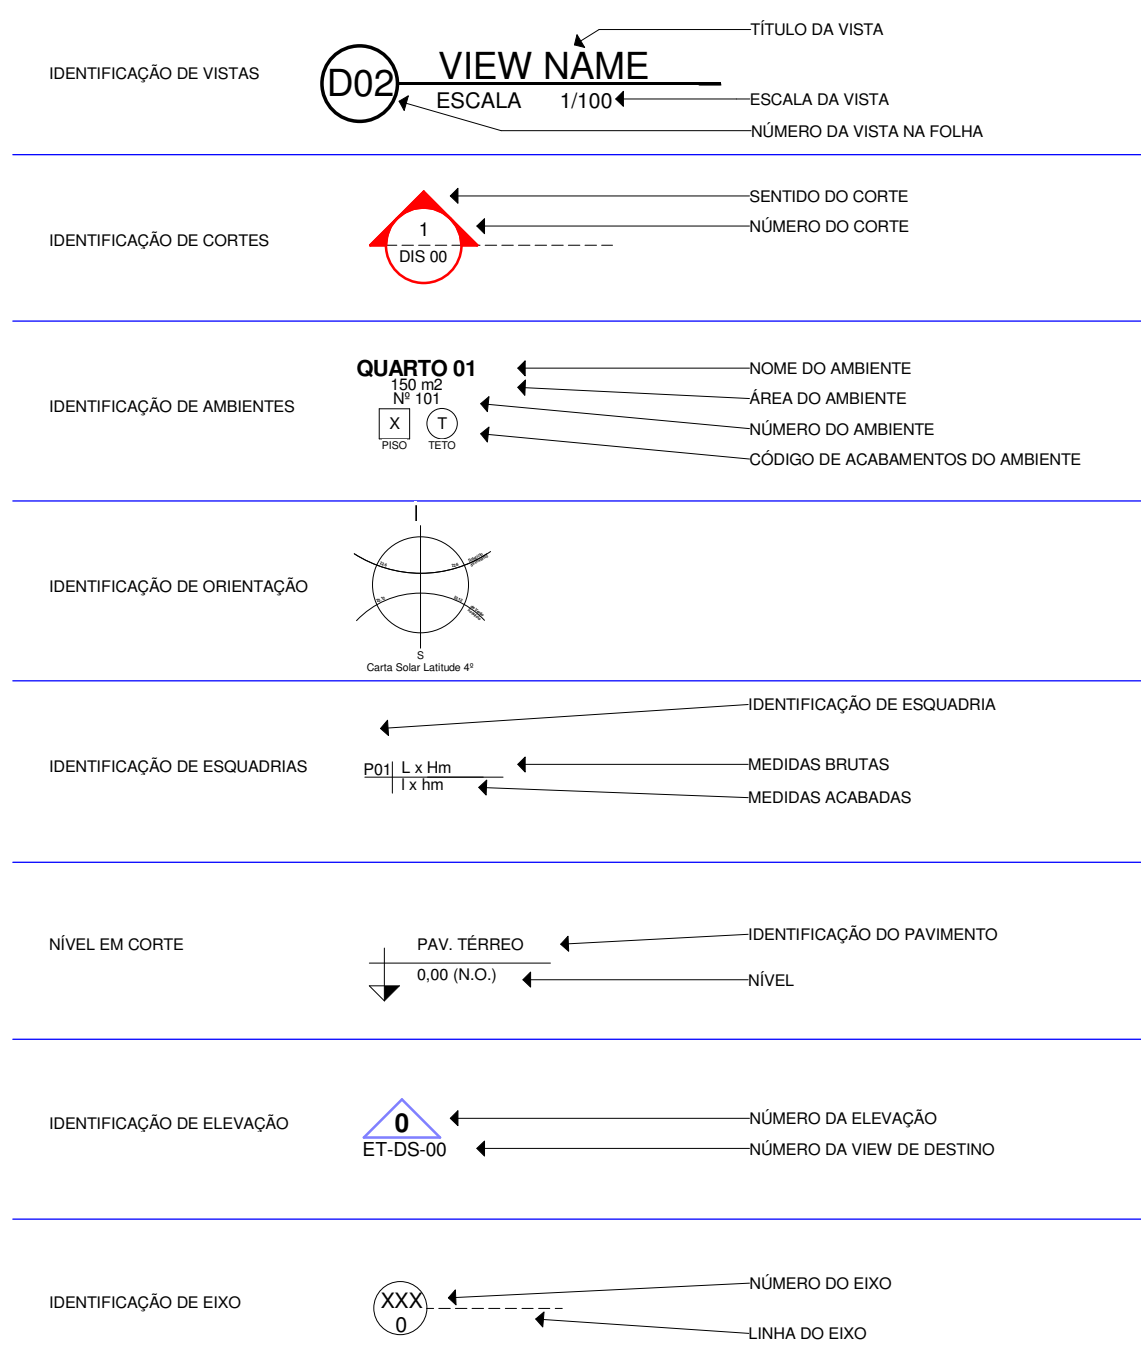 TÍTULO DA VISTA
IDENTIFICAÇÃO DE VISTAS
D02
VIEW NAME
ESCALA 1/100
ESCALA DA VISTA
NÚMERO DA VISTA NA FOLHA
IDENTIFICAÇÃO DE CORTES
1
DIS 00
SENTIDO DO CORTE
NÚMERO DO CORTE
IDENTIFICAÇÃO DE AMBIENTES
QUARTO 01
150 m2
Nº 101
X T
PISO TETO
NOME DO AMBIENTE
ÁREA DO AMBIENTE
NÚMERO DO AMBIENTE
CÓDIGO DE ACABAMENTOS DO AMBIENTE
IDENTIFICAÇÃO DE ORIENTAÇÃO
S
Carta Solar Latitude 4º
IDENTIFICAÇÃO DE ESQUADRIAS
P01 L x Hm
l x hm
IDENTIFICAÇÃO DE ESQUADRIA
MEDIDAS BRUTAS
MEDIDAS ACABADAS
NÍVEL EM CORTE
PAV. TÉRREO
0,00 (N.O.)
IDENTIFICAÇÃO DO PAVIMENTO
NÍVEL
IDENTIFICAÇÃO DE ELEVAÇÃO
0
ET-DS-00
NÚMERO DA ELEVAÇÃO
NÚMERO DA VIEW DE DESTINO
IDENTIFICAÇÃO DE EIXO
XXX
0
NÚMERO DO EIXO
LINHA DO EIXO